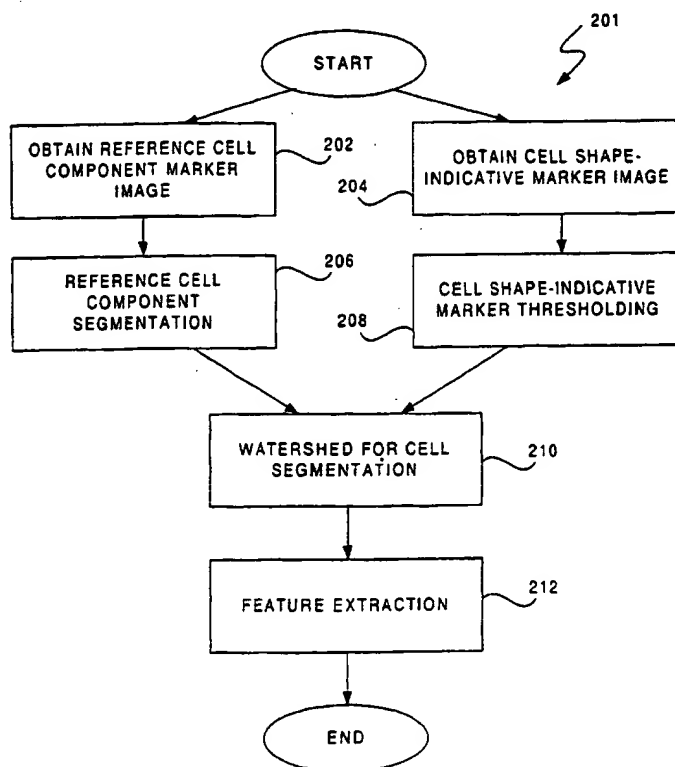 201
START
OBTAIN REFERENCE CELL
COMPONENT MARKER
IMAGE
202
OBTAIN CELL SHAPE-
INDICATIVE MARKER IMAGE
204
REFERENCE CELL
COMPONENT
SEGMENTATION
206
CELL SHAPE-INDICATIVE
MARKER THRESHOLDING
208
WATERSHED FOR CELL
SEGMENTATION
210
FEATURE EXTRACTION
212
END